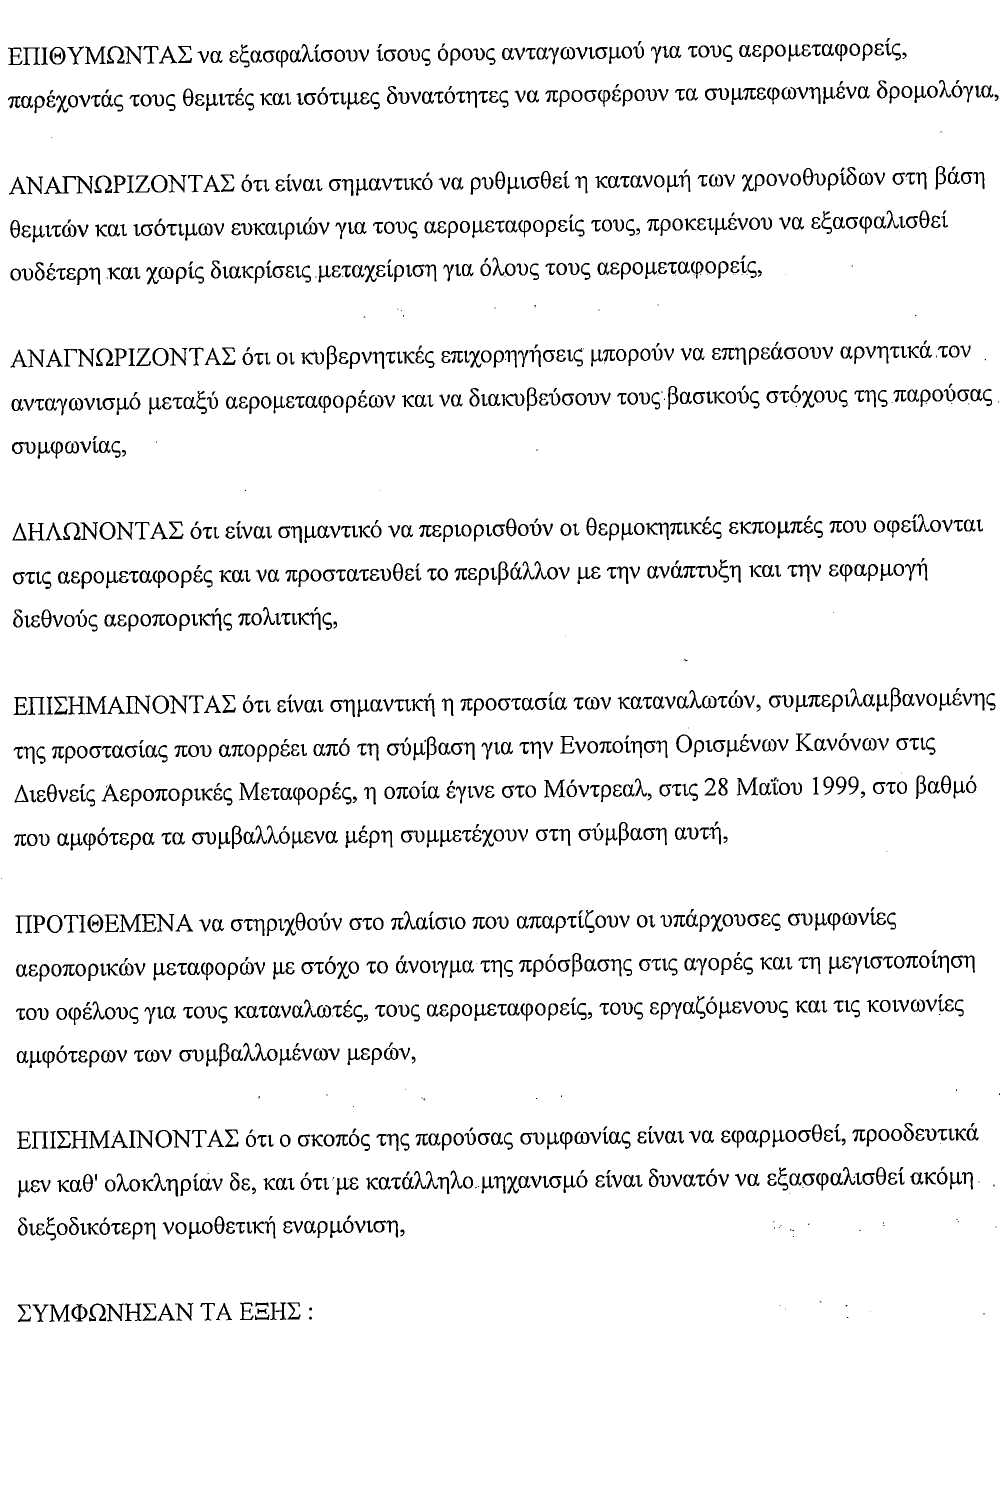 ΕΠΙΘΥΜΩΝΤΑΣ να εξασφαλίσουν ίσους όρους ανταγωνισμού για τους αερομεταφορείς,
παρέχοντάς τους θεμιτές και ισότιμες δυνατότητες να προσφέρουν τα συμπεφωνημένα δρομολόγια,
ΑΝΑΓΝΩΡΙΖΟΝΤΑΣ ότι είναι σημαντικό να ρυθμισθεί η κατανομή των χρονοθυρίδων στη βάση
θεμιτών και ισότιμων ευκαιριών για τους αερομεταφορείς τους, προκειμένου να εξασφαλισθεί
ουδέτερη και χωρίς διακρίσεις μεταχείριση για όλους τους αερομεταφορείς,
ΑΝΑΓΝΩΡΙΖΟΝΤΑΣ ότι οι κυβερνητικές επιχορηγήσεις μπορούν να επηρεάσουν αρνητικά τον
ανταγωνισμό μεταξύ αερομεταφορέων και να διακυβεύσουν τους βασικούς στόχους της παρούσας
συμφωνίας,
ΔΗΛΩΝΟΝΤΑΣ ότι είναι σημαντικό να περιορισθούν οι θερμοκηπικές εκπομπές που οφείλονται
στις αερομεταφορές και να προστατευθεί το περιβάλλον με την ανάπτυξη και την εφαρμογή
διεθνούς αεροπορικής πολιτικής,
ΕΠΙΣΗΜΑΙΝΟΝΤΑΣ ότι είναι σημαντική η προστασία των καταναλωτών, συμπεριλαμβανομένης
της προστασίας που απορρέει από τη σύμβαση για την Ενοποίηση Ορισμένων Κανόνων στις
Διεθνείς Αεροπορικές Μεταφορές, η οποία έγινε στο Μόντρεαλ, στις 28 Μαΐου 1999, στο βαθμό
που αμφότερα τα συμβαλλόμενα μέρη συμμετέχουν στη σύμβαση αυτή,
ΠΡΟΤΙΘΕΜΕΝΑ να στηριχθούν στο πλαίσιο που απαρτίζουν οι υπάρχουσες συμφωνίες
αεροπορικών μεταφορών με στόχο το άνοιγμα της πρόσβασης στις αγορές και τη μεγιστοποίηση
του οφέλους για τους καταναλωτές, τους αερομεταφορείς, τους εργαζόμενους και τις κοινωνίες
αμφότερων των συμβαλλομένων μερών,
ΕΠΙΣΗΜΑΙΝΟΝΤΑΣ ότι ο σκοπός της παρούσας συμφωνίας είναι να εφαρμοσθεί, προοδευτικά
μεν καθ' ολοκληρίαν δε, και ότι με κατάλληλο μηχανισμό είναι δυνατόν να εξασφαλισθεί ακόμη
διεξοδικότερη νομοθετική εναρμόνιση,
ΣΥΜΦΩΝΗΣΑΝ ΤΑ ΕΞΗΣ :